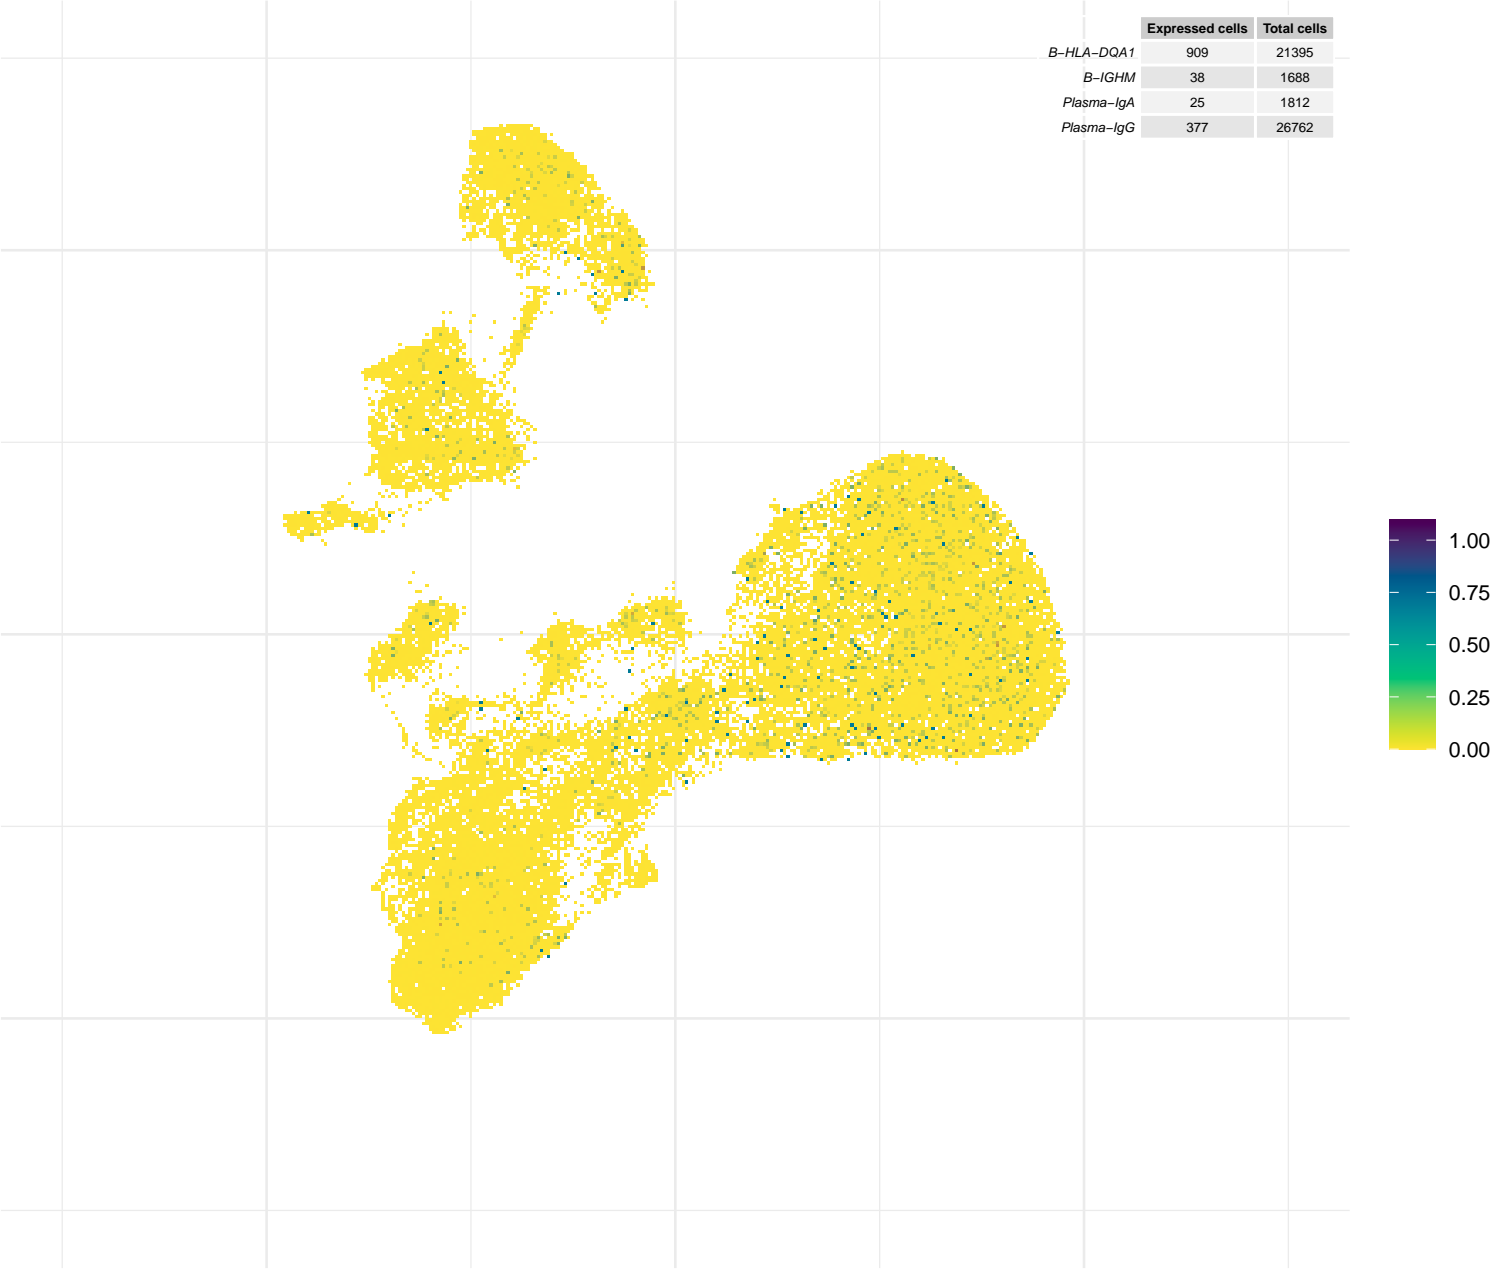 Expressed cells Total cells
B−HLA−DQA1 909 21395
B−IGHM 38 1688
Plasma−IgA 25 1812
Plasma−IgG 377 26762
1.00
0.75
0.50
0.25
0.00